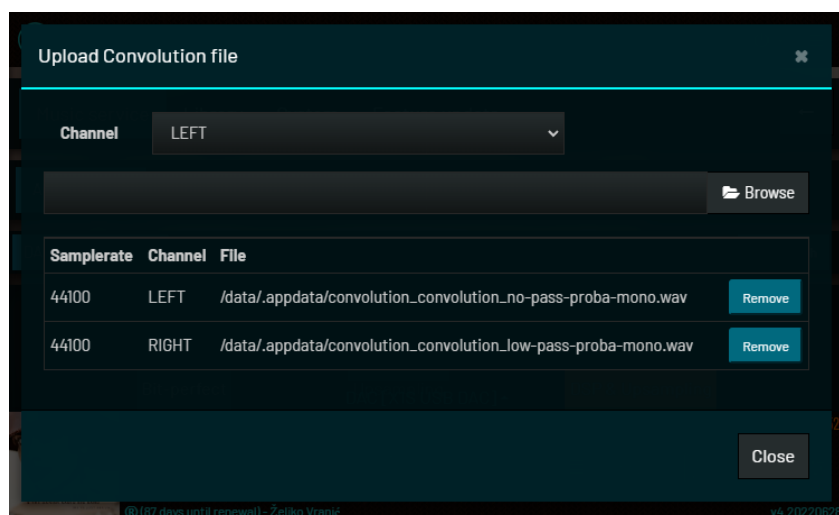 Upload Convolution file
Channel LEFT
Browse
Samplerate Channel File
44100 LEFT /data/.appdata/convolution_convolution_no-pass-proba-mono.wav Remove
44100 RIGHT /data/.appdata/convolution_convolution_low-pass-proba-mono.wav Remove
Close
(87 days until renewal) - Željko Vranić v4.2022062